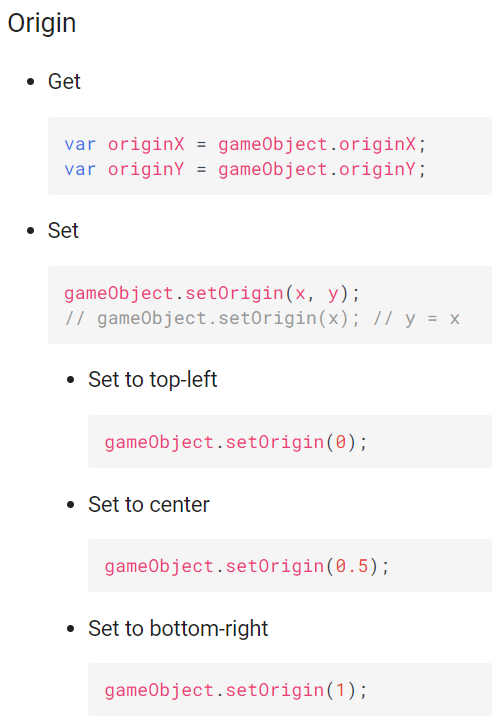 Origin
Get
var originX = gameObject.originX;
var originY = gameObject.originY;
Set
gameObject.setOrigin(x, y);
// gameObject.setOrigin(x); // y = x
Set to top-left
gameObject.setOrigin(0);
Set to center
gameObject.setOrigin(0.5);
Set to bottom-right
gameObject.setOrigin(1);